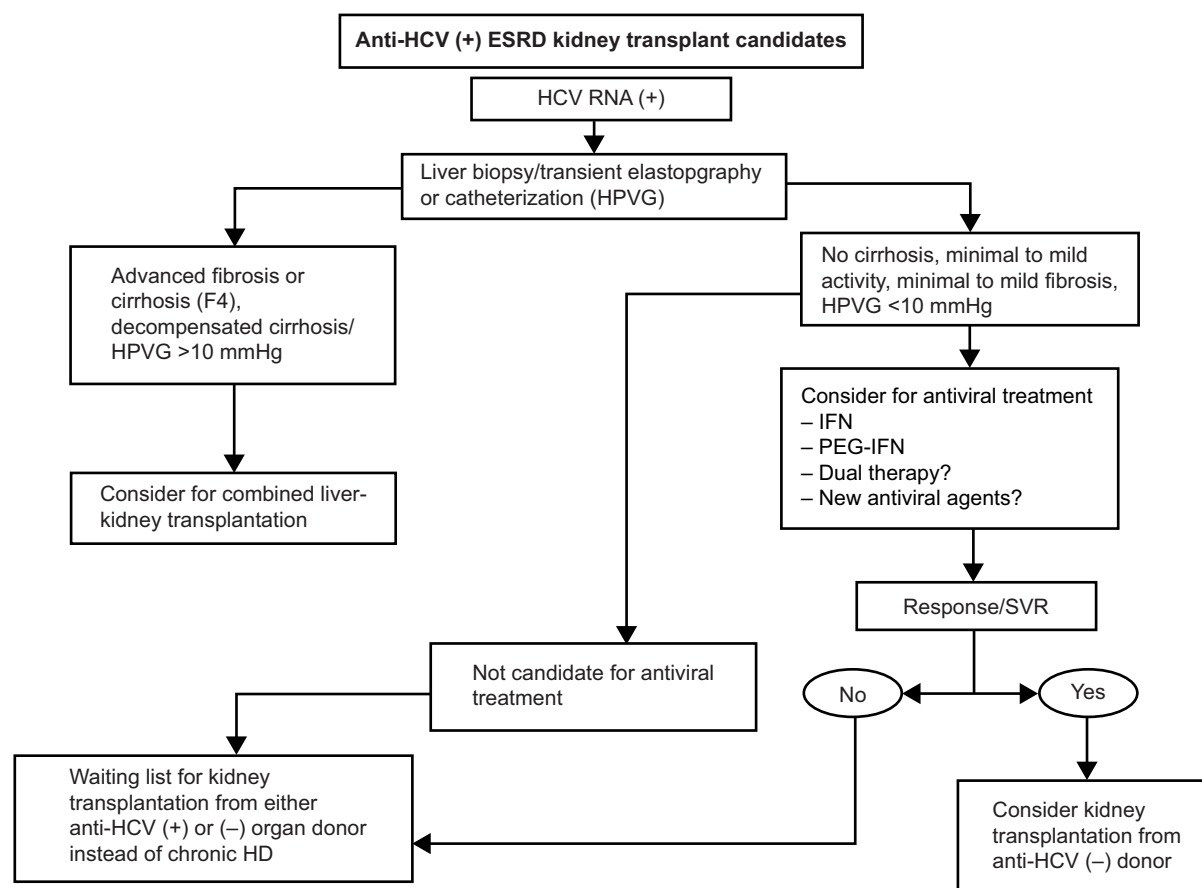 Anti-HCV (+) ESRD kidney transplant candidates
HCV RNA (+)
Liver biopsy/transient elastopgraphy
or catheterization (HPVG)
Advanced fibrosis or
cirrhosis (F4),
decompensated cirrhosis/
HPVG >10 mmHg
No cirrhosis, minimal to mild
activity, minimal to mild fibrosis,
HPVG <10 mmHg
Consider for antiviral treatment
– IFN
– PEG-IFN
– Dual therapy?
– New antiviral agents?
Consider for combined liver-
kidney transplantation
Response/SVR
Not candidate for antiviral
treatment
No
Yes
Waiting list for kidney
transplantation from either
anti-HCV (+) or (–) organ donor
instead of chronic HD
Consider kidney
transplantation from
anti-HCV (–) donor